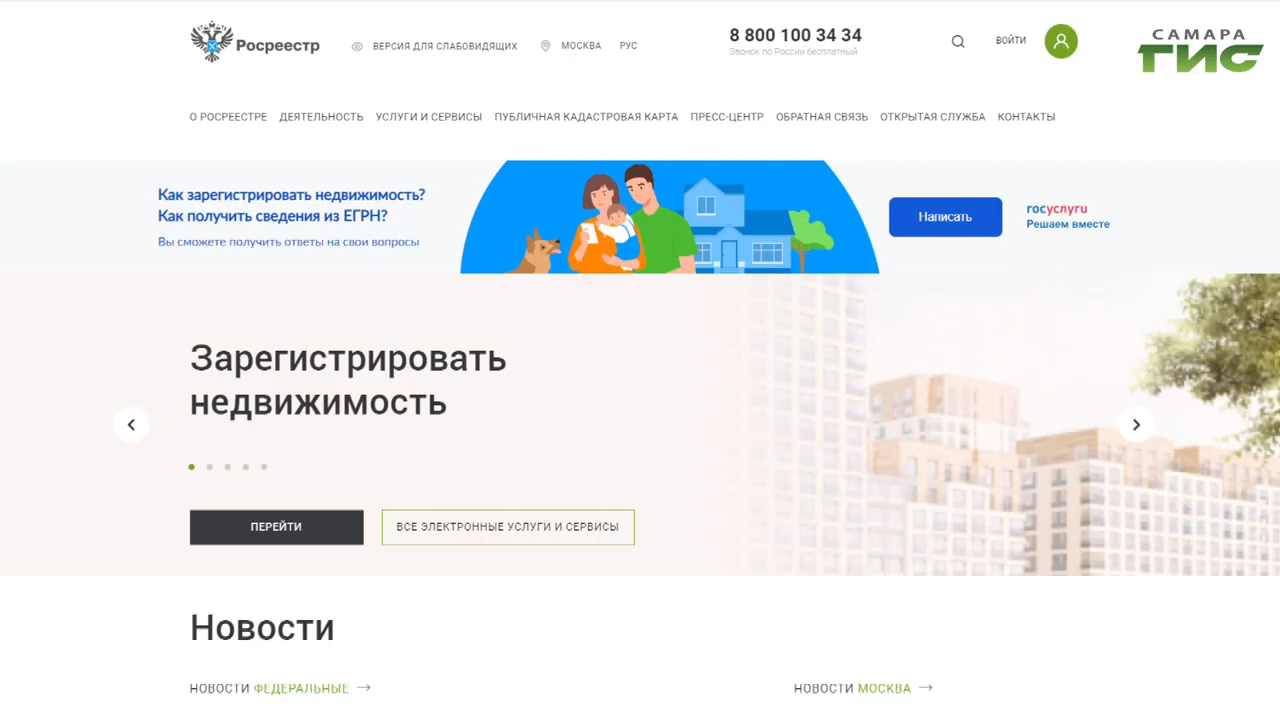 Росреестр
ВЕРСИЯ ДЛЯ СЛАБОВИДЯЩИХ
МОСКВА
РУС
8 800 100 34 34
Звонок по России бесплатный
ВОЙТИ
САМАРА
ГИС
О РОСРЕЕСТРЕ
ДЕЯТЕЛЬНОСТЬ
УСЛУГИ И СЕРВИСЫ
ПУБЛИЧНАЯ КАДАСТРОВАЯ КАРТА
ПРЕСС-ЦЕНТР
ОБРАТНАЯ СВЯЗЬ
ОТКРЫТАЯ СЛУЖБА
КОНТАКТЫ
Как зарегистрировать недвижимость?
Как получить сведения из ЕГРН?
Вы сможете получить ответы на свои вопросы
Написать
госуслуги
Решаем вместе
Зарегистрировать
недвижимость
ПЕРЕЙТИ
ВСЕ ЭЛЕКТРОННЫЕ УСЛУГИ И СЕРВИСЫ
Новости
НОВОСТИ ФЕДЕРАЛЬНЫЕ
НОВОСТИ МОСКВА